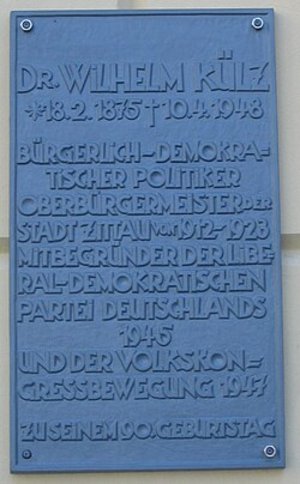 DR. WILHELM KÜLZ
*18.2.1875 †10.4.1948
BÜRGERLICH-DEMOKRA-
TISCHER POLITIKER
OBERBÜRGERMEISTER DER
STADT ZITTAU VON 1912-1923
MITBEGRÜNDER DER LIBE-
RAL-DEMOKRATISCHEN
PARTEI DEUTSCHLANDS
1945
UND DER VOLKSKON-
GRESSBEWEGUNG 1947
ZU SEINEM 90. GEBURTSTAG